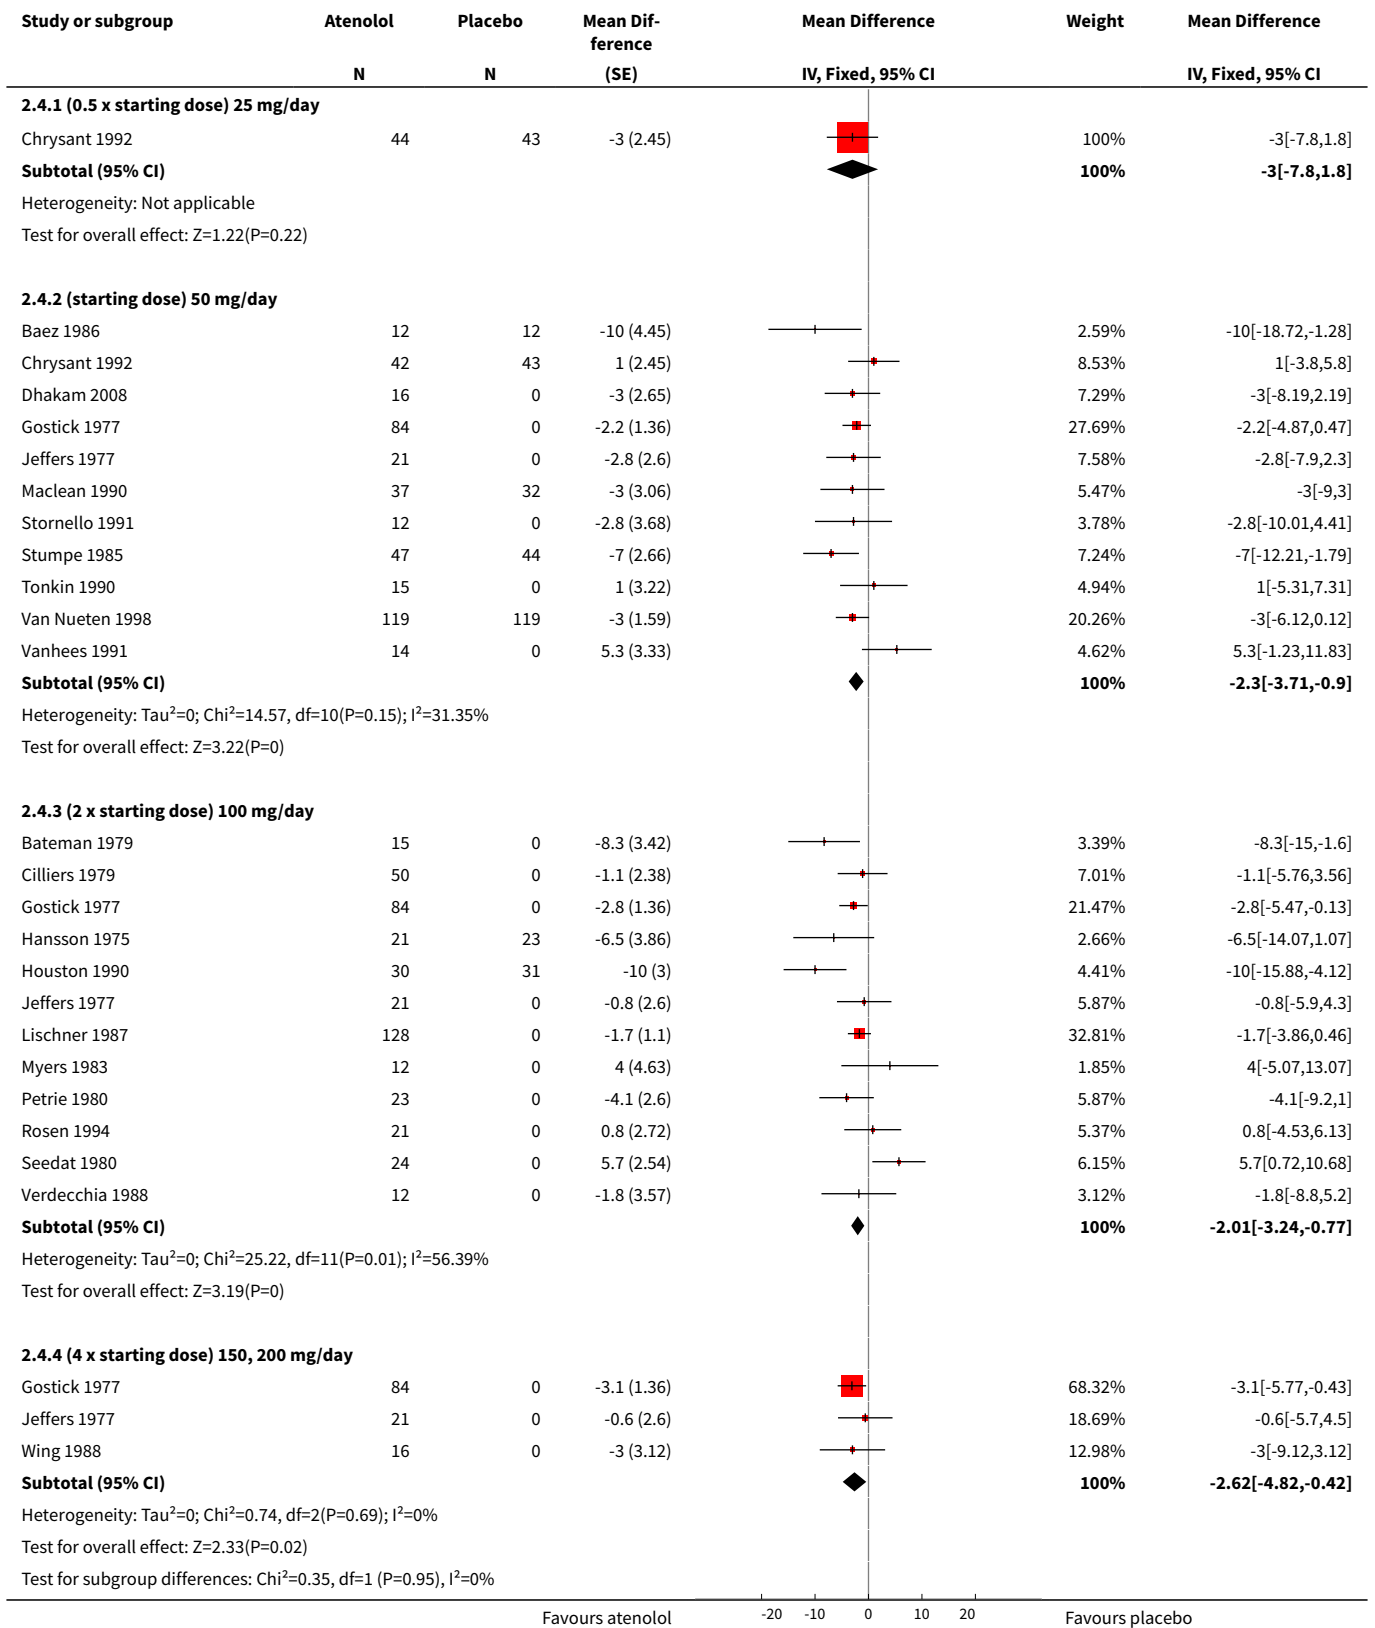 Study or subgroup Atenolol Placebo Mean Dif- Mean Difference Weight Mean Difference
ference
N N (SE) IV, Fixed, 95% CI IV, Fixed, 95% CI
2.4.1 (0.5 x starting dose) 25 mg/day
Chrysant 1992 44 43 -3 (2.45) 100% -3[-7.8,1.8]
Subtotal (95% CI) 100% -3[-7.8,1.8]
Heterogeneity: Not applicable
Test for overall effect: Z=1.22(P=0.22)
2.4.2 (starting dose) 50 mg/day
Baez 1986 12 12 -10 (4.45) 2.59% -10[-18.72,-1.28]
Chrysant 1992 42 43 1 (2.45) 8.53% 1[-3.8,5.8]
Dhakam 2008 16 0 -3 (2.65) 7.29% -3[-8.19,2.19]
Gostick 1977 84 0 -2.2 (1.36) 27.69% -2.2[-4.87,0.47]
Jeffers 1977 21 0 -2.8 (2.6) 7.58% -2.8[-7.9,2.3]
Maclean 1990 37 32 -3 (3.06) 5.47% -3[-9,3]
Stornello 1991 12 0 -2.8 (3.68) 3.78% -2.8[-10.01,4.41]
Stumpe 1985 47 44 -7 (2.66) 7.24% -7[-12.21,-1.79]
Tonkin 1990 15 0 1 (3.22) 4.94% 1[-5.31,7.31]
Van Nueten 1998 119 119 -3 (1.59) 20.26% -3[-6.12,0.12]
Vanhees 1991 14 0 5.3 (3.33) 4.62% 5.3[-1.23,11.83]
Subtotal (95% CI) 100% -2.3[-3.71,-0.9]
Heterogeneity: Tau²=0; Chi²=14.57, df=10(P=0.15); I²=31.35%
Test for overall effect: Z=3.22(P=0)
2.4.3 (2 x starting dose) 100 mg/day
Bateman 1979 15 0 -8.3 (3.42) 3.39% -8.3[-15,-1.6]
Cilliers 1979 50 0 -1.1 (2.38) 7.01% -1.1[-5.76,3.56]
Gostick 1977 84 0 -2.8 (1.36) 21.47% -2.8[-5.47,-0.13]
Hansson 1975 21 23 -6.5 (3.86) 2.66% -6.5[-14.07,1.07]
Houston 1990 30 31 -10 (3) 4.41% -10[-15.88,-4.12]
Jeffers 1977 21 0 -0.8 (2.6) 5.87% -0.8[-5.9,4.3]
Lischner 1987 128 0 -1.7 (1.1) 32.81% -1.7[-3.86,0.46]
Myers 1983 12 0 4 (4.63) 1.85% 4[-5.07,13.07]
Petrie 1980 23 0 -4.1 (2.6) 5.87% -4.1[-9.2,1]
Rosen 1994 21 0 0.8 (2.72) 5.37% 0.8[-4.53,6.13]
Seedat 1980 24 0 5.7 (2.54) 6.15% 5.7[0.72,10.68]
Verdecchia 1988 12 0 -1.8 (3.57) 3.12% -1.8[-8.8,5.2]
Subtotal (95% CI) 100% -2.01[-3.24,-0.77]
Heterogeneity: Tau²=0; Chi²=25.22, df=11(P=0.01); I²=56.39%
Test for overall effect: Z=3.19(P=0)
2.4.4 (4 x starting dose) 150, 200 mg/day
Gostick 1977 84 0 -3.1 (1.36) 68.32% -3.1[-5.77,-0.43]
Jeffers 1977 21 0 -0.6 (2.6) 18.69% -0.6[-5.7,4.5]
Wing 1988 16 0 -3 (3.12) 12.98% -3[-9.12,3.12]
Subtotal (95% CI) 100% -2.62[-4.82,-0.42]
Heterogeneity: Tau²=0; Chi²=0.74, df=2(P=0.69); I²=0%
Test for overall effect: Z=2.33(P=0.02)
Test for subgroup differences: Chi²=0.35, df=1 (P=0.95), I²=0%
Favours atenolol -20 -10 0 10 20 Favours placebo